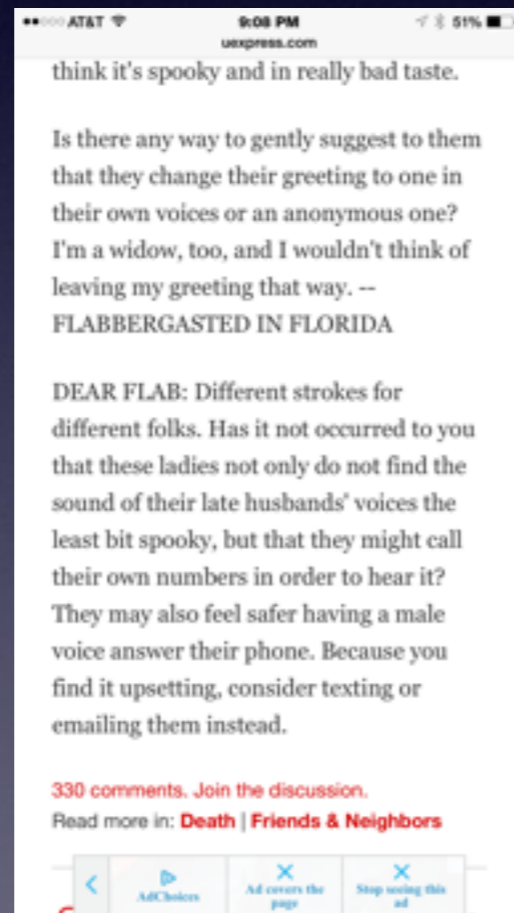 AT&T 9:08 PM 51%
uexpress.com
think it's spooky and in really bad taste.
Is there any way to gently suggest to them
that they change their greeting to one in
their own voices or an anonymous one?
I'm a widow, too, and I wouldn't think of
leaving my greeting that way. --
FLABBERGASTED IN FLORIDA
DEAR FLAB: Different strokes for
different folks. Has it not occurred to you
that these ladies not only do not find the
sound of their late husbands' voices the
least bit spooky, but that they might call
their own numbers in order to hear it?
They may also feel safer having a male
voice answer their phone. Because you
find it upsetting, consider texting or
emailing them instead.
330 comments. Join the discussion.
Read more in: Death | Friends & Neighbors
AdChoices
Ad covers the
page
Stop seeing this
ad